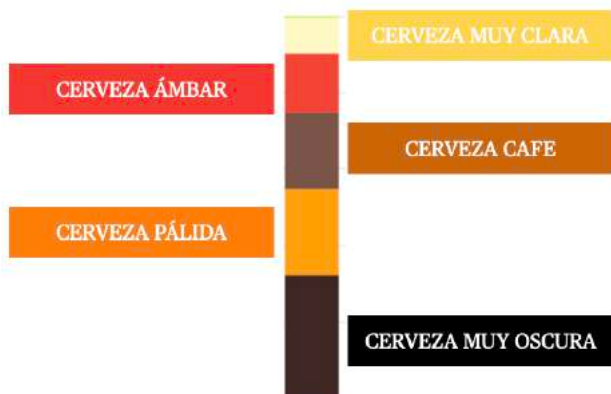 CERVEZA MUY CLARA
CERVEZA ÁMBAR
CERVEZA CAFE
CERVEZA PÁLIDA
CERVEZA MUY OSCURA